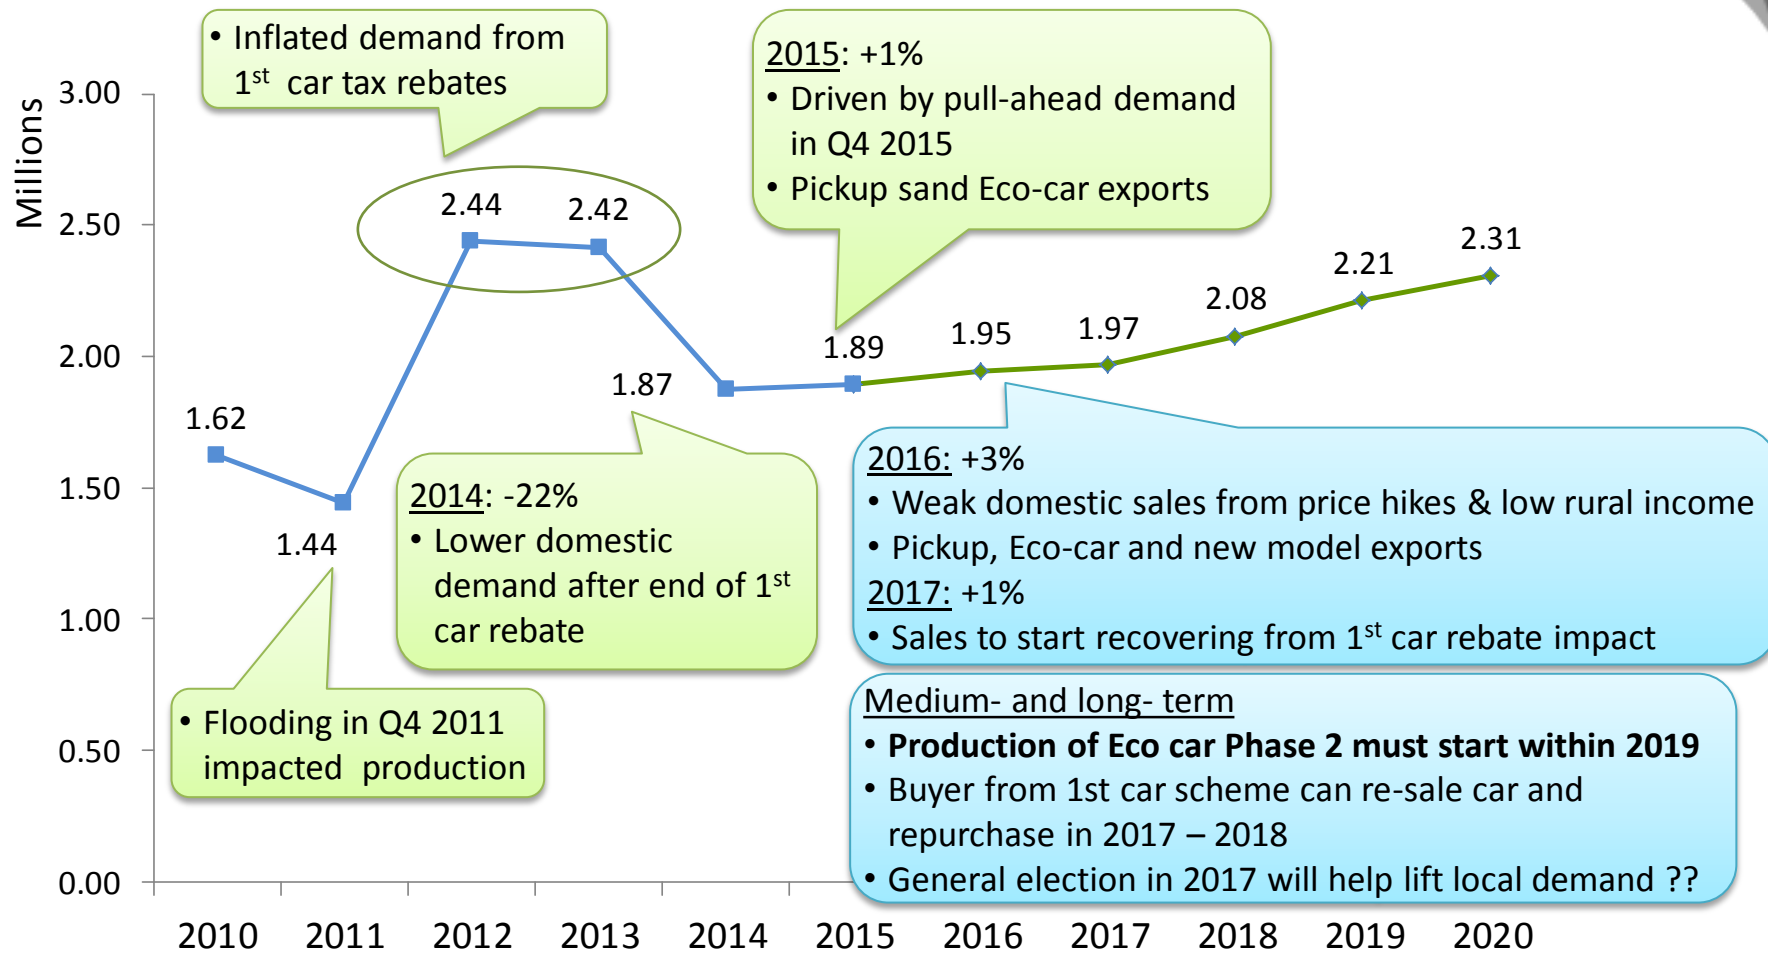 • Inflated demand from
1st car tax rebates
2015: +1%
• Driven by pull-ahead demand
in Q4 2015
• Pickup sand Eco-car exports
Millions
3.00
2.50
2.00
1.50
1.00
0.50
0.00
1.62
1.44
2.44
2.42
1.87
1.89
1.95
1.97
2.08
2.21
2.31
2014: -22%
• Lower domestic
demand after end of 1st
car rebate
• Flooding in Q4 2011
impacted production
2016: +3%
• Weak domestic sales from price hikes & low rural income
• Pickup, Eco-car and new model exports
2017: +1%
• Sales to start recovering from 1st car rebate impact
Medium- and long- term
• Production of Eco car Phase 2 must start within 2019
• Buyer from 1st car scheme can re-sale car and
repurchase in 2017 – 2018
• General election in 2017 will help lift local demand ??
2010 2011 2012 2013 2014 2015 2016 2017 2018 2019 2020